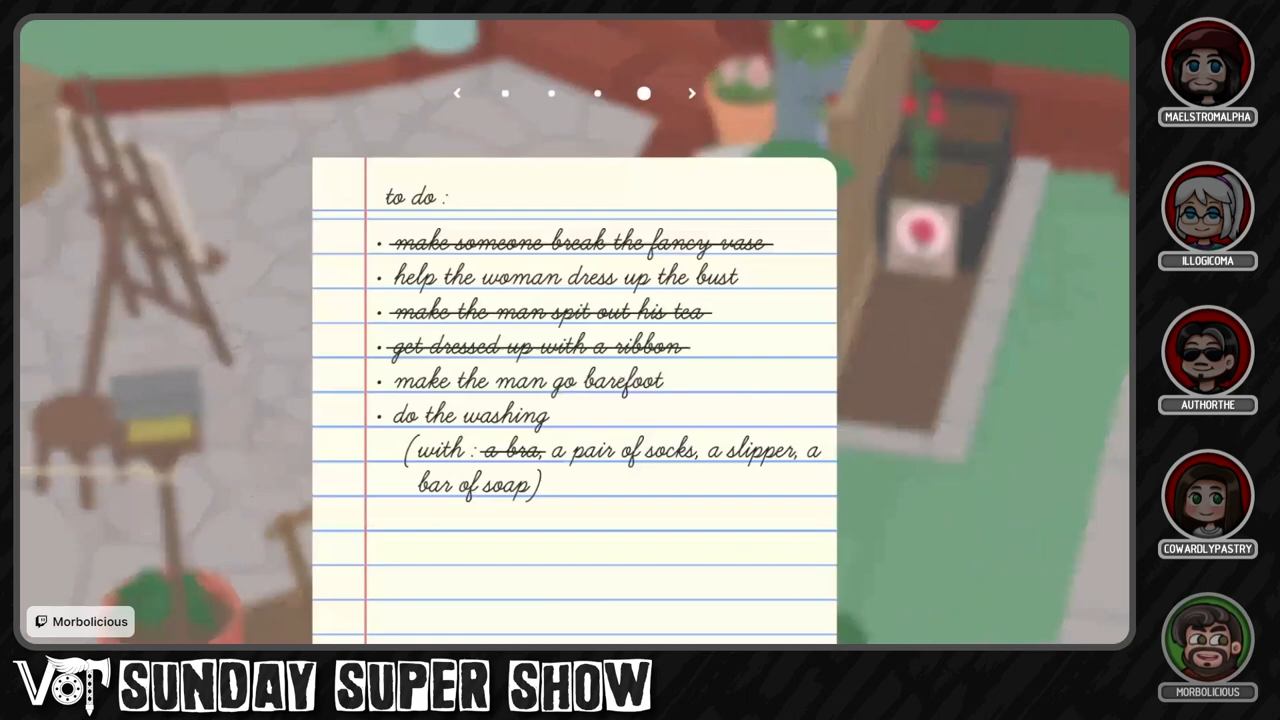 to do :
• make someone break the fancy vase
• help the woman dress up the bust
• make the man spit out his tea
• get dressed up with a ribbon
• make the man go barefoot
• do the washing
(with : a bra, a pair of socks, a slipper, a
bar of soap)
Morbolicious
VOT SUNDAY SUPER SHOW
MAELSTROMALPHA
ILLOGICOMA
AUTHORTHE
COWARDLYPASTRY
MORBOLICIOUS